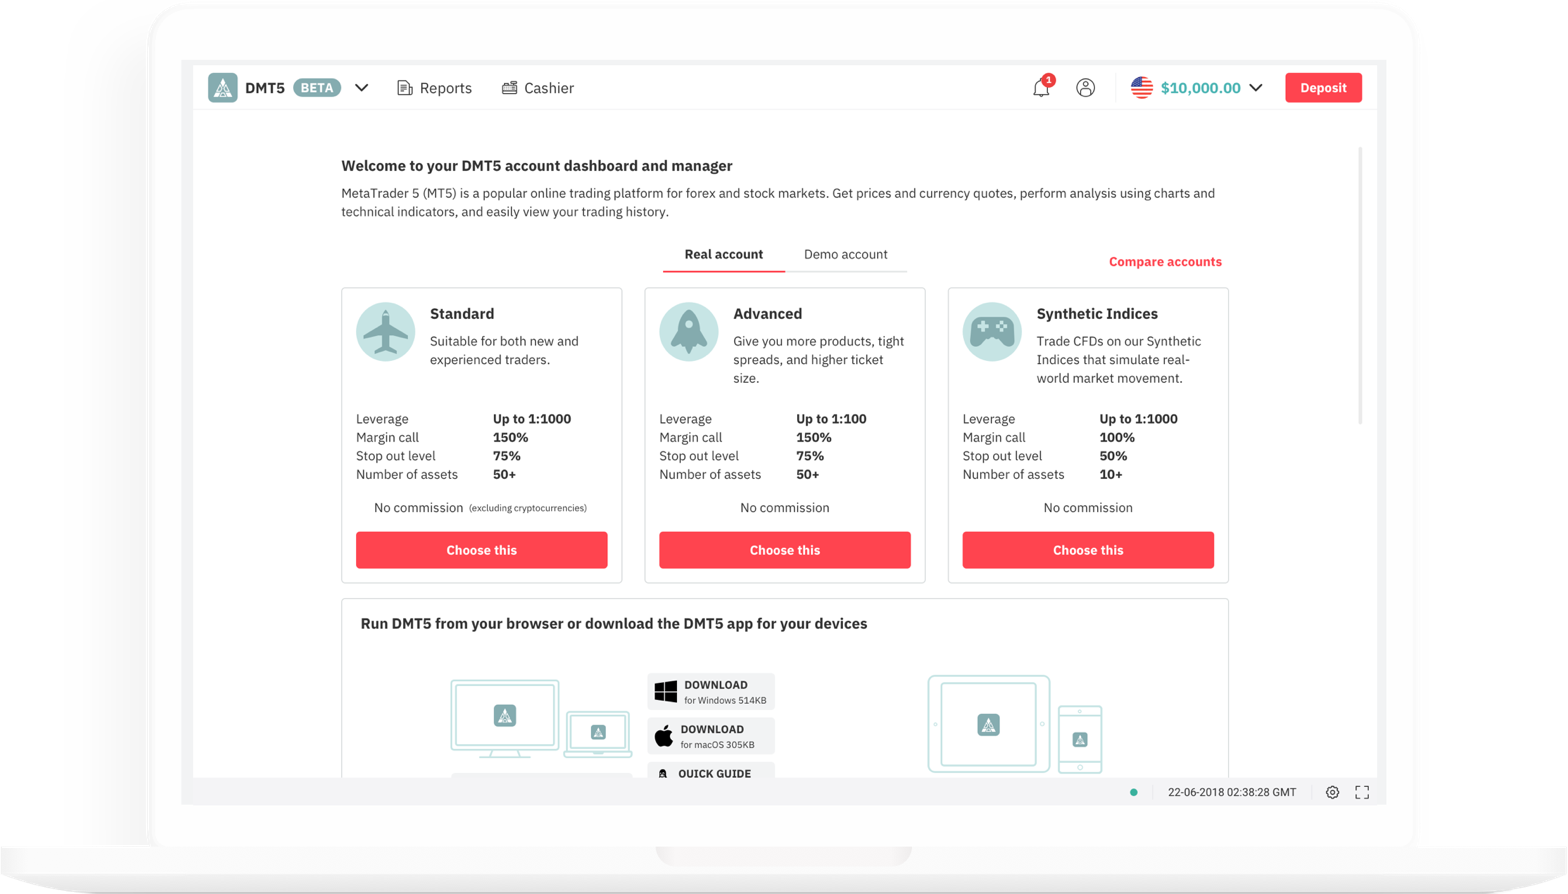 DMT5 BETA Reports Cashier 1 $10,000.00 Deposit
Welcome to your DMT5 account dashboard and manager
MetaTrader 5 (MT5) is a popular online trading platform for forex and stock markets. Get prices and currency quotes, perform analysis using charts and
technical indicators, and easily view your trading history.
Real account Demo account
Compare accounts
Standard
Suitable for both new and
experienced traders.
Leverage Up to 1:1000
Margin call 150%
Stop out level 75%
Number of assets 50+
No commission (excluding cryptocurrencies)
Choose this
Advanced
Give you more products, tight
spreads, and higher ticket
size.
Leverage Up to 1:100
Margin call 150%
Stop out level 75%
Number of assets 50+
No commission
Choose this
Synthetic Indices
Trade CFDs on our Synthetic
Indices that simulate real-
world market movement.
Leverage Up to 1:1000
Margin call 100%
Stop out level 50%
Number of assets 10+
No commission
Choose this
Run DMT5 from your browser or download the DMT5 app for your devices
DOWNLOAD
for Windows 514KB
DOWNLOAD
for macOS 305KB
QUICK GUIDE
22-06-2018 02:38:28 GMT